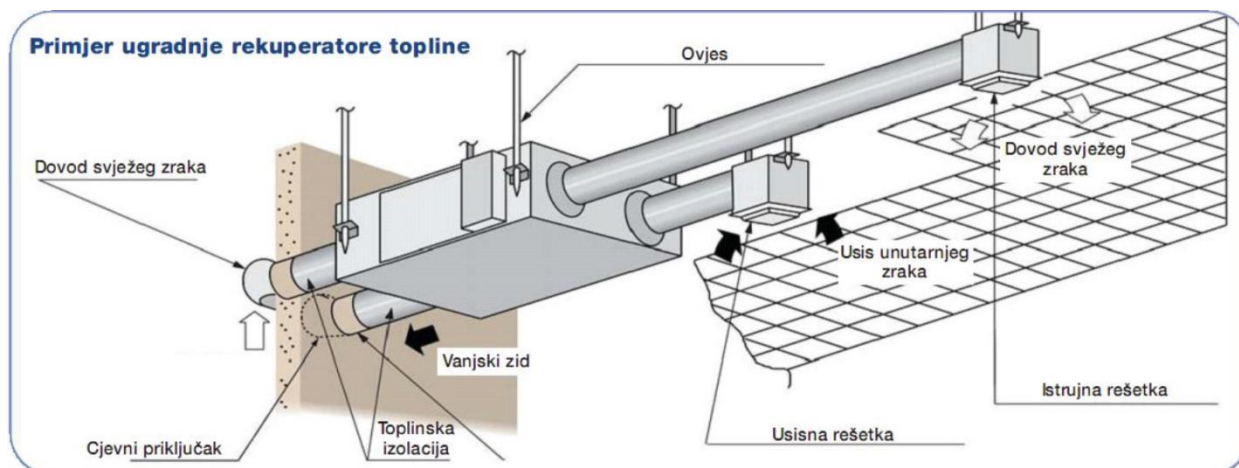 Primjer ugradnje rekuperatore topline
Ovjes
Dovod svježeg zraka
Dovod svježeg
zraka
Usis unutarnjeg
zraka
Vanjski zid
Istrujna rešetka
Toplinska
izolacija
Cjevni priključak
Usisna rešetka